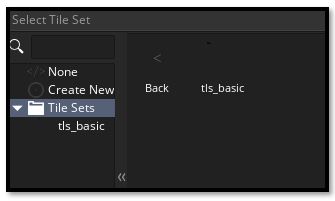 Select Tile Set
</> None
Create New
Tile Sets
tls_basic
<
Back
tls_basic
«